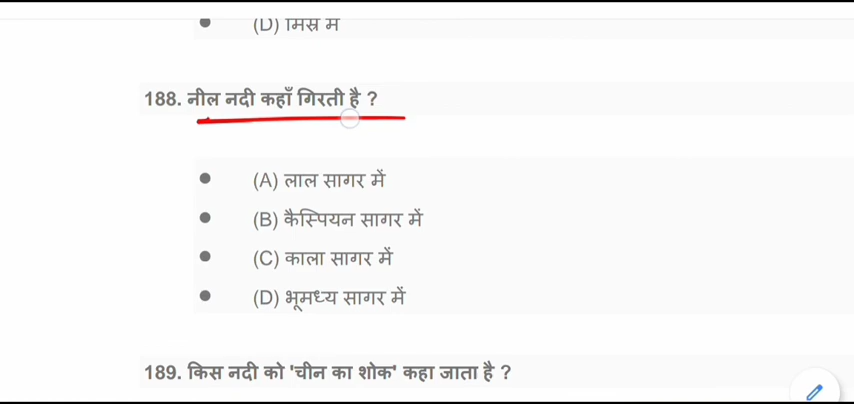 (D) मिस्र में
188. नील नदी कहाँ गिरती है ?
(A) लाल सागर में
(B) कैस्पियन सागर में
(C) काला सागर में
(D) भूमध्य सागर में
189. किस नदी को 'चीन का शोक' कहा जाता है ?